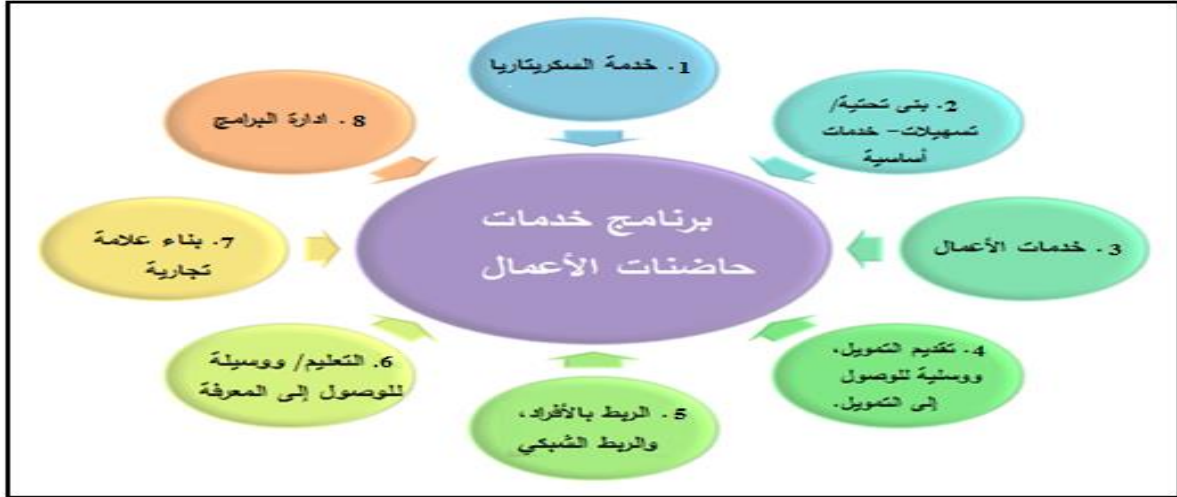 1. خدمة السكريتاريا
2. بنى تحتية/
تسهيلات- خدمات
أساسية
3. خدمات الأعمال
4. تقديم التمويل،
ووسلية للوصول
إلى التمويل.
5. الربط بالأفراد،
والربط الشبكي
6. التعليم/ ووسيلة
للوصول إلى المعرفة
7. بناء علامة
تجارية
8. ادارة البرامج
برنامج خدمات
حاضنات الأعمال